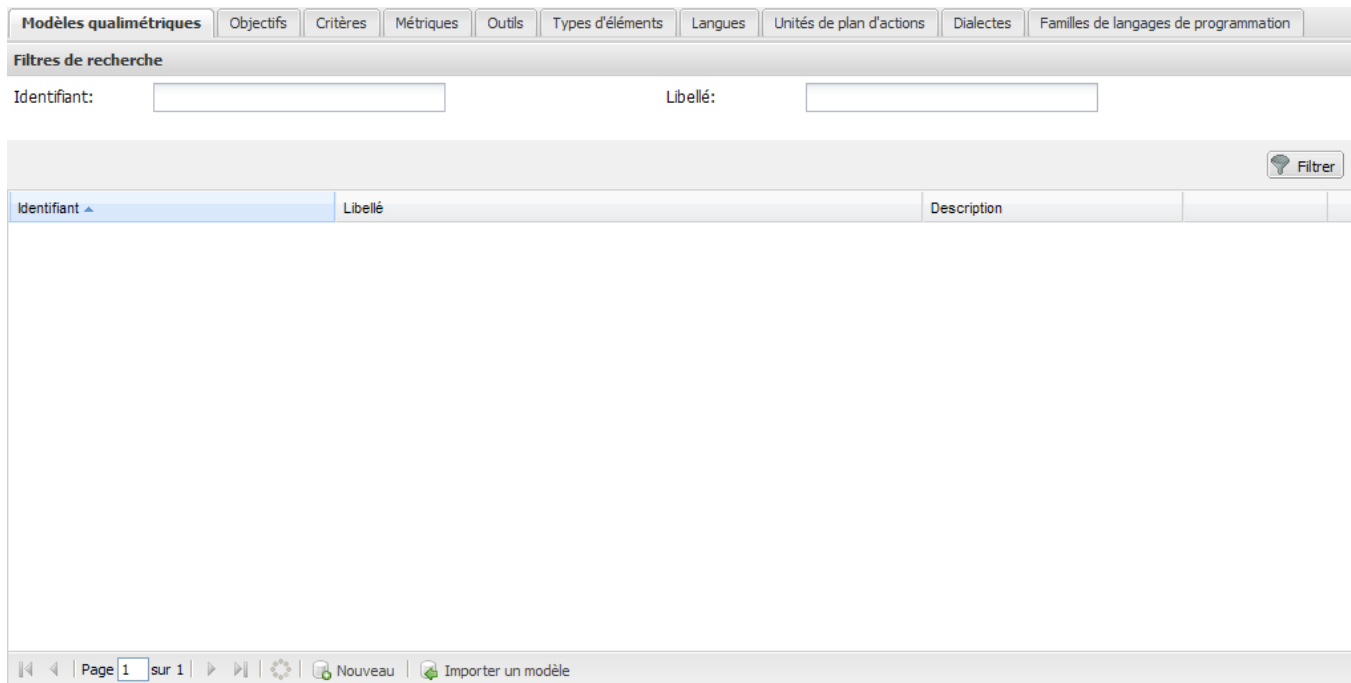 Modèles qualimétriques Objectifs Critères Métriques Outils Types d'éléments Langues Unités de plan d'actions Dialectes Familles de langages de programmation
Filtres de recherche
Identifiant: Libellé:
Filtrer
Identifiant Libellé Description
Page 1 sur 1 Nouveau Importer un modèle